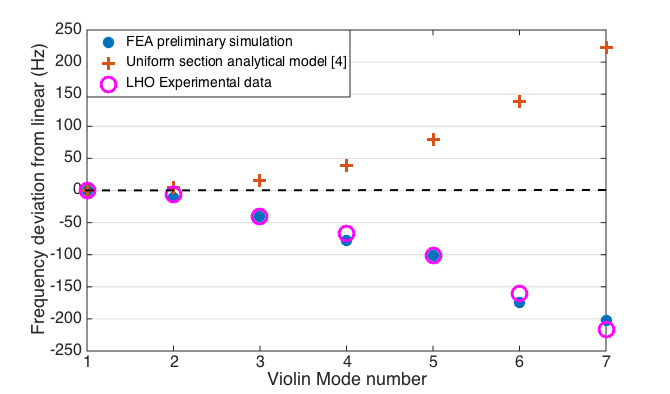 250
200
150
100
50
0
-50
-100
-150
-200
-250
Frequency deviation from linear (Hz)
FEA preliminary simulation
Uniform section analytical model [4]
LHO Experimental data
1 2 3 4 5 6 7
Violin Mode number